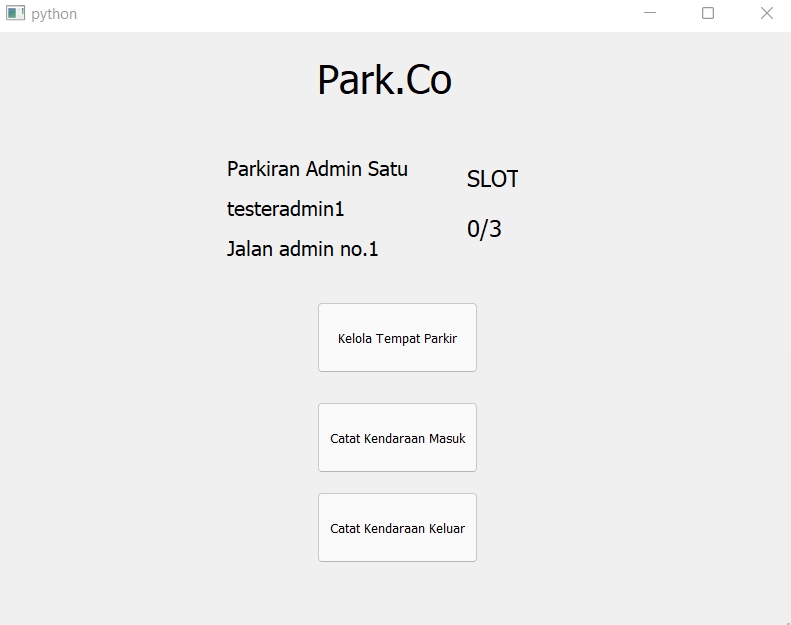 python
Park.Co
Parkiran Admin Satu
testeradmin1
Jalan admin no.1
SLOT
0/3
Kelola Tempat Parkir
Catat Kendaraan Masuk
Catat Kendaraan Keluar